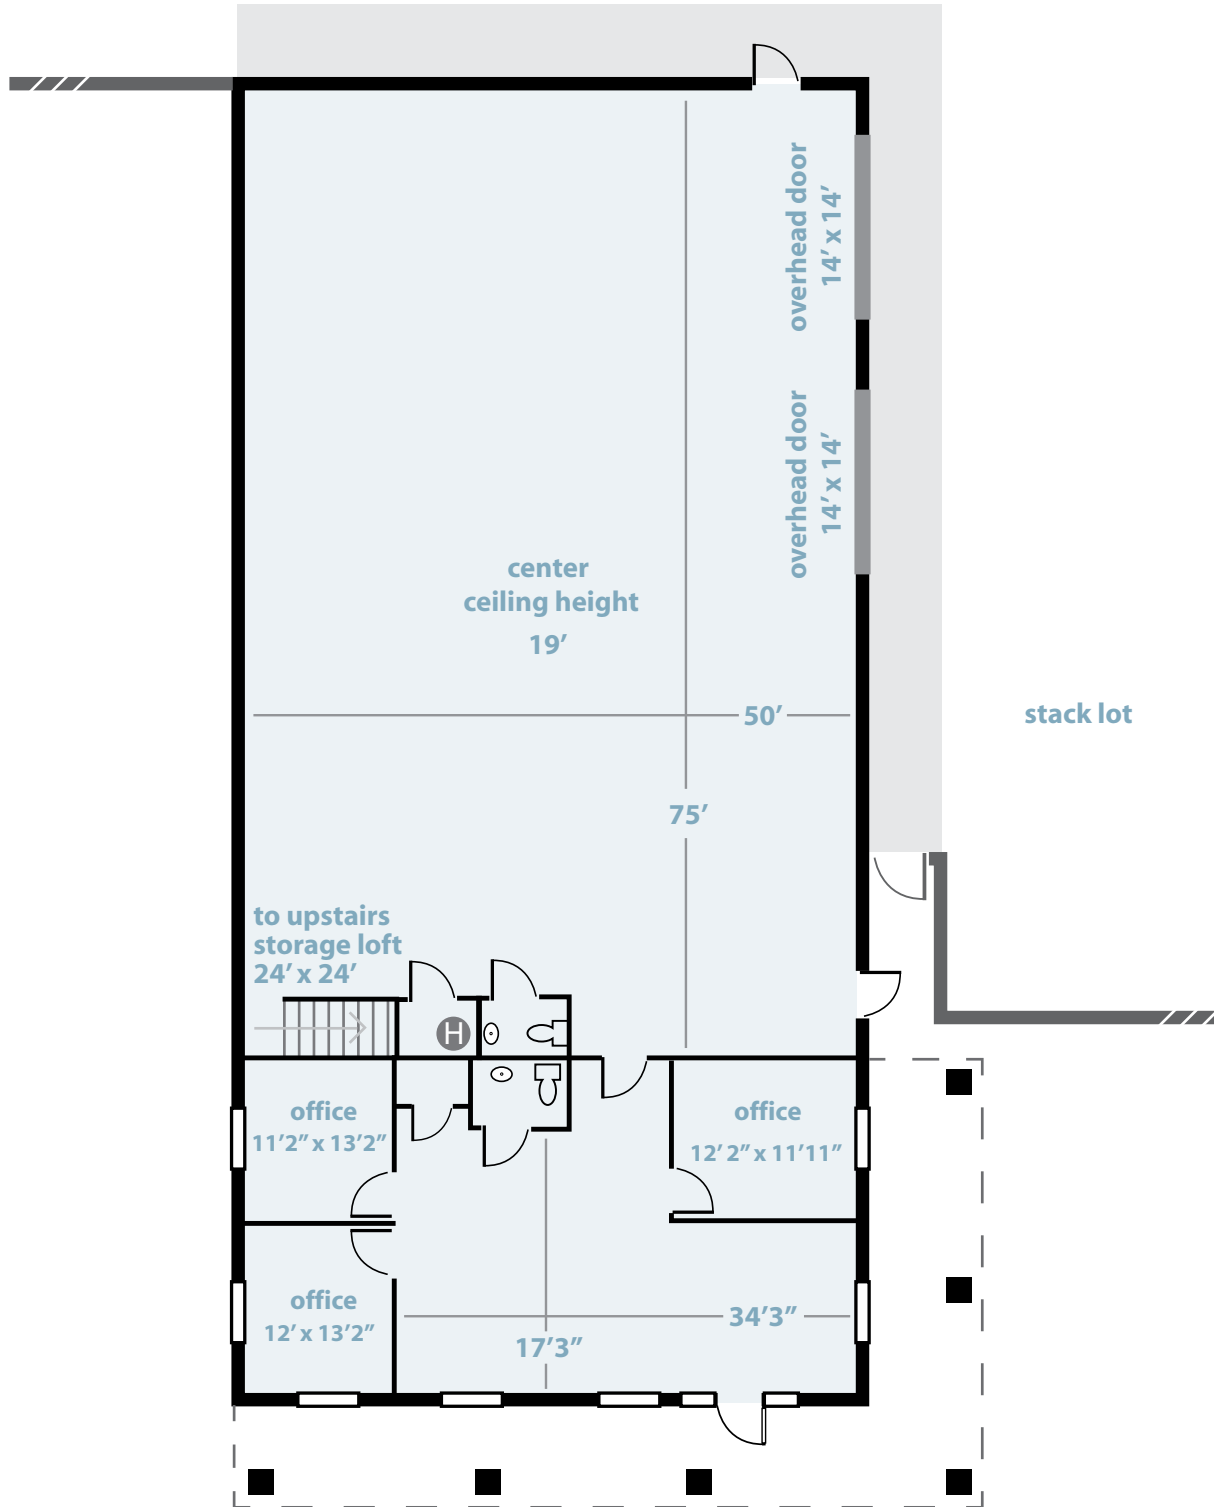 overhead door
14’ x 14’
overhead door
14’ x 14’
center
ceiling height
19’
50’
stack lot
75’
to upstairs
storage loft
24’ x 24’
H
office
11’2” x 13’2”
office
12’ 2” x 11’11”
office
12’ x 13’2”
34’3”
17’3”